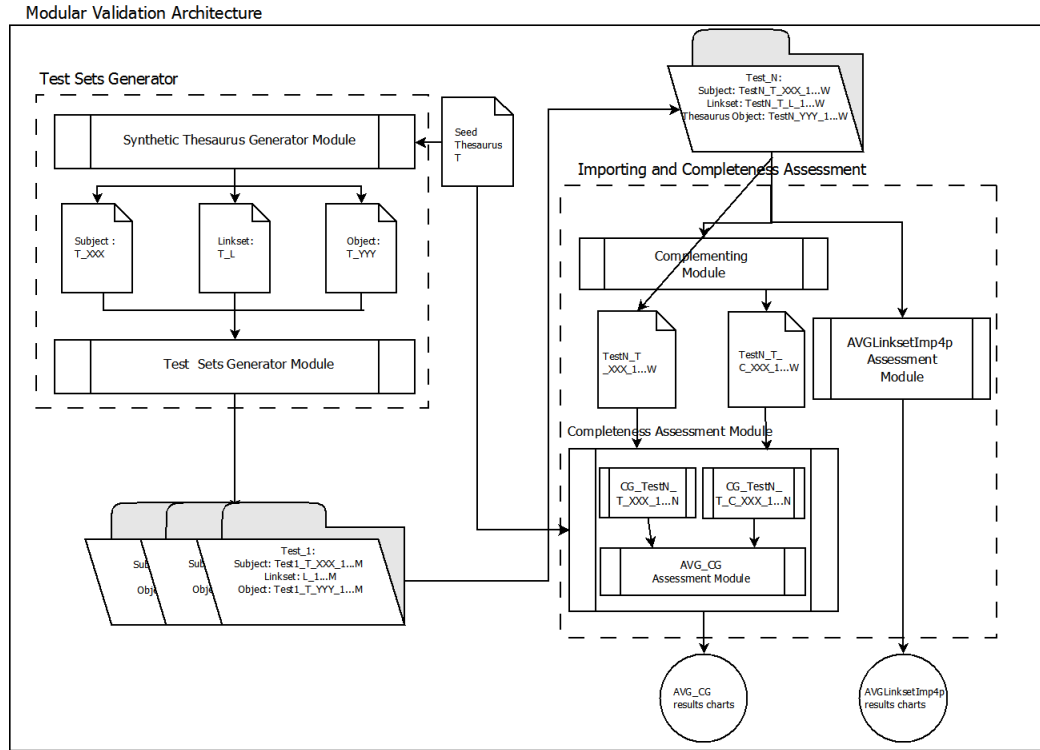 Modular Validation Architecture
Test Sets Generator
Synthetic Thesaurus Generator Module
Seed
Thesaurus
T
Subject :
T_XXX
Linkset:
T_L
Object:
T_YYY
Test  Sets Generator Module
Test_1:
Subject: Test1_T_XXX_1...M
Linkset: L_1...M
Object: Test1_T_YYY_1...M
Test_N:
Subject: TestN_T_XXX_1...W
Linkset: TestN_T_L_1...W
Thesaurus Object: TestN_YYY_1...W
Importing and Completeness Assessment
Complementing
Module
TestN_T
_XXX_1...W
TestN_T_
C_XXX_1...W
AVGLinksetImp4p
Assessment
Module
Completeness Assessment Module
CG_TestN_
T_XXX_1...N
CG_TestN_
T_C_XXX_1...N
AVG_CG
Assessment Module
AVG_CG
results charts
AVGLinksetImp4p
results charts